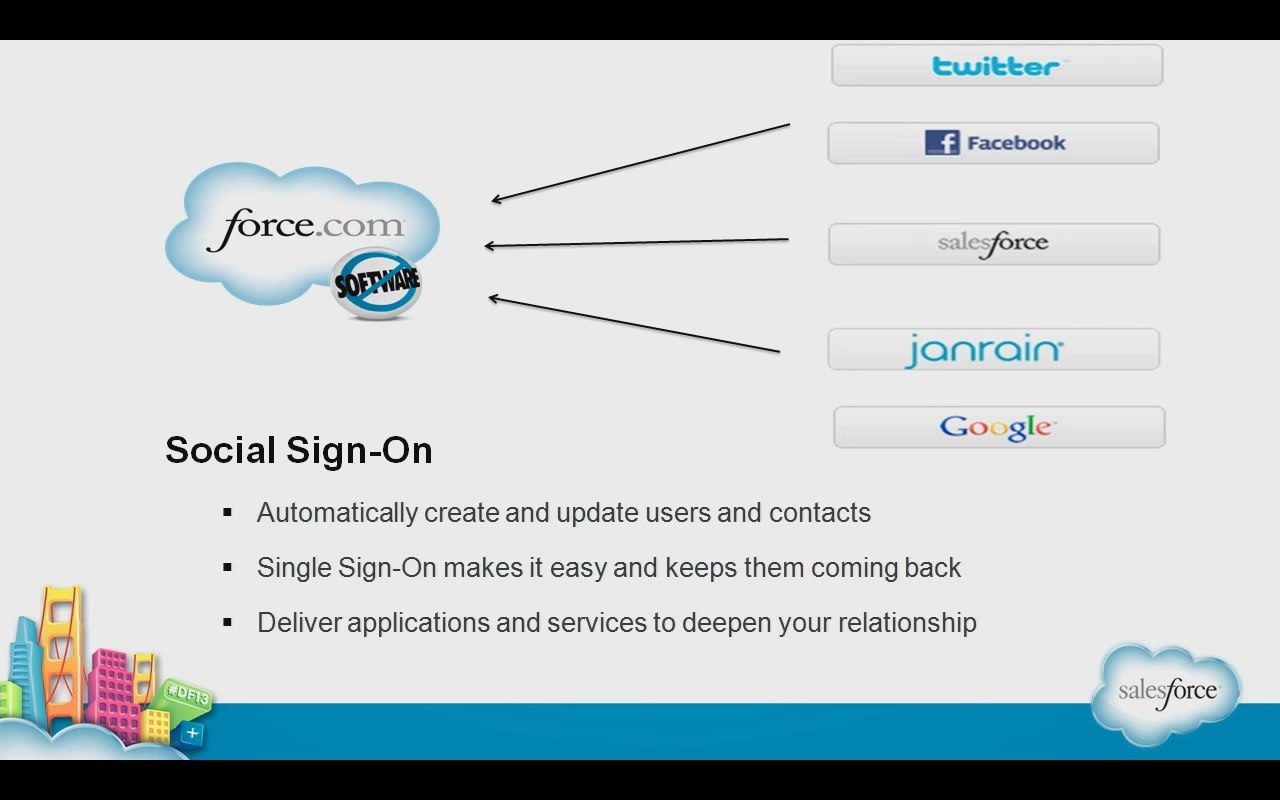 twitter
Facebook
force.com
SOFTWARE
salesforce
janrain
Google
Social Sign-On
Automatically create and update users and contacts
Single Sign-On makes it easy and keeps them coming back
Deliver applications and services to deepen your relationship
#DF13
+
salesforce